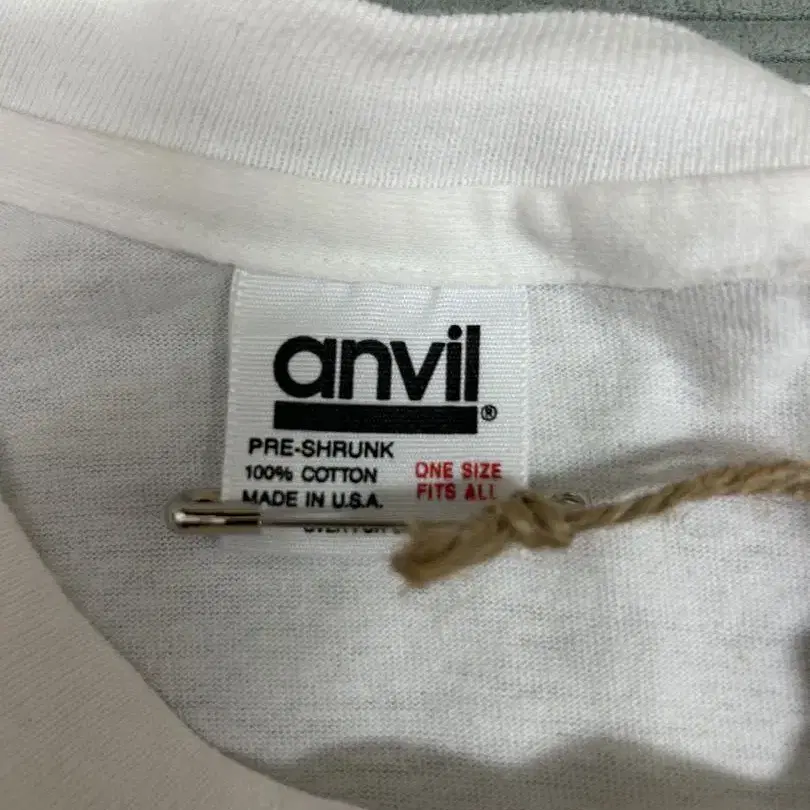 anvil®
PRE-SHRUNK
100% COTTON
MADE IN U.S.A.
ONE SIZE
FITS ALL